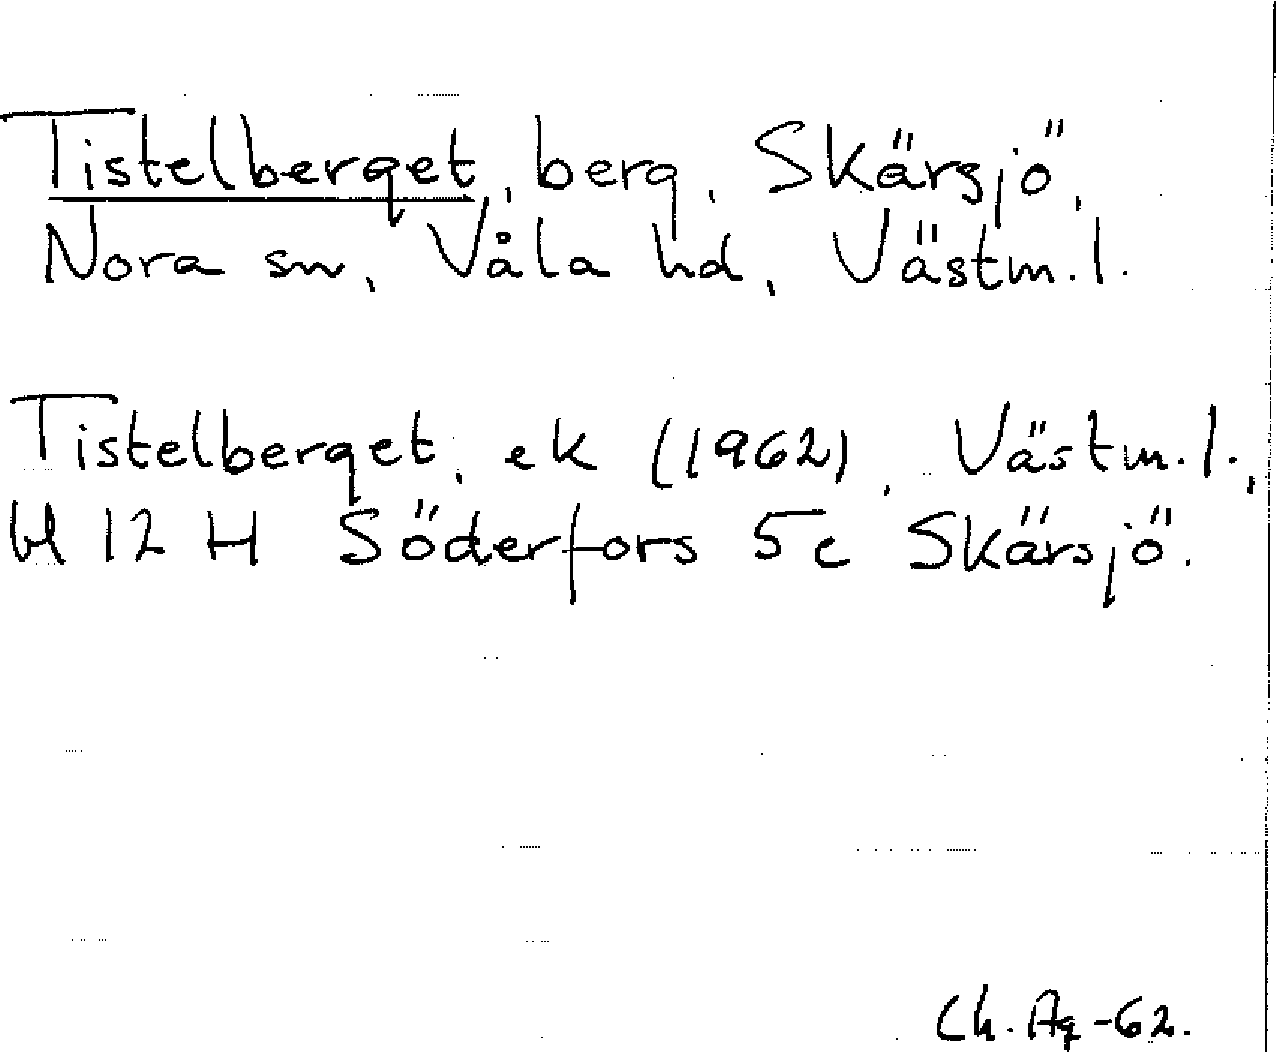 Tistelberget, berg, Skärsjö,
Nora sn, Våla hd, Västm.l.
Tistelberget, ek (1962), Västm.l.,
bl 12 H Söderfors 5c Skärsjö.
Ch. Ag -62.